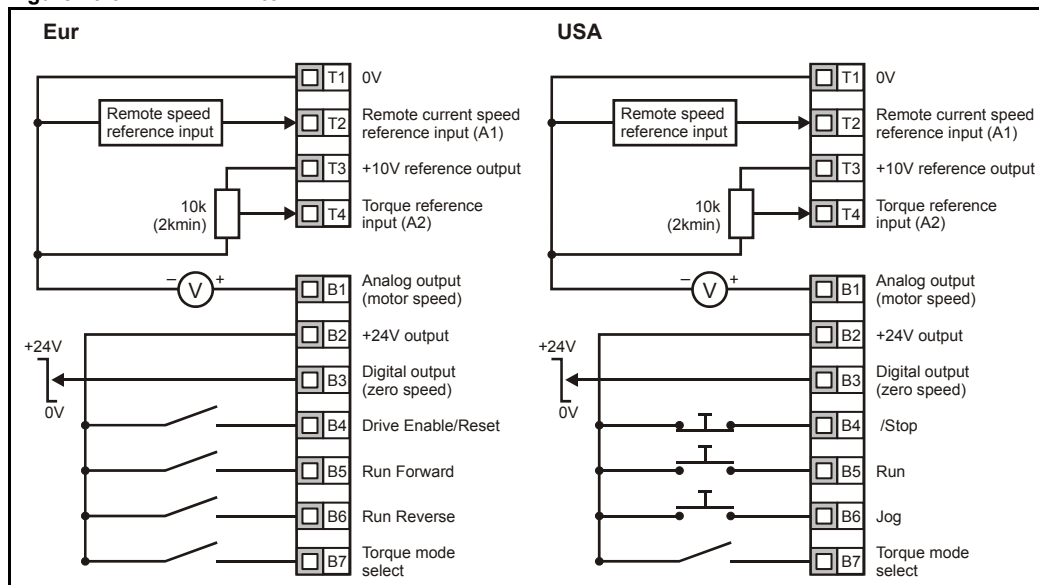 Eur
T1 0V
Remote speed
reference input
T2 Remote current speed
reference input (A1)
T3 +10V reference output
10k
(2kmin)
T4 Torque reference
input (A2)
– V +
B1 Analog output
(motor speed)
B2 +24V output
+24V
0V
B3 Digital output
(zero speed)
B4 Drive Enable/Reset
B5 Run Forward
B6 Run Reverse
B7 Torque mode
select
USA
T1 0V
Remote speed
reference input
T2 Remote current speed
reference input (A1)
T3 +10V reference output
10k
(2kmin)
T4 Torque reference
input (A2)
– V +
B1 Analog output
(motor speed)
B2 +24V output
+24V
0V
B3 Digital output
(zero speed)
B4 /Stop
B5 Run
B6 Jog
B7 Torque mode
select